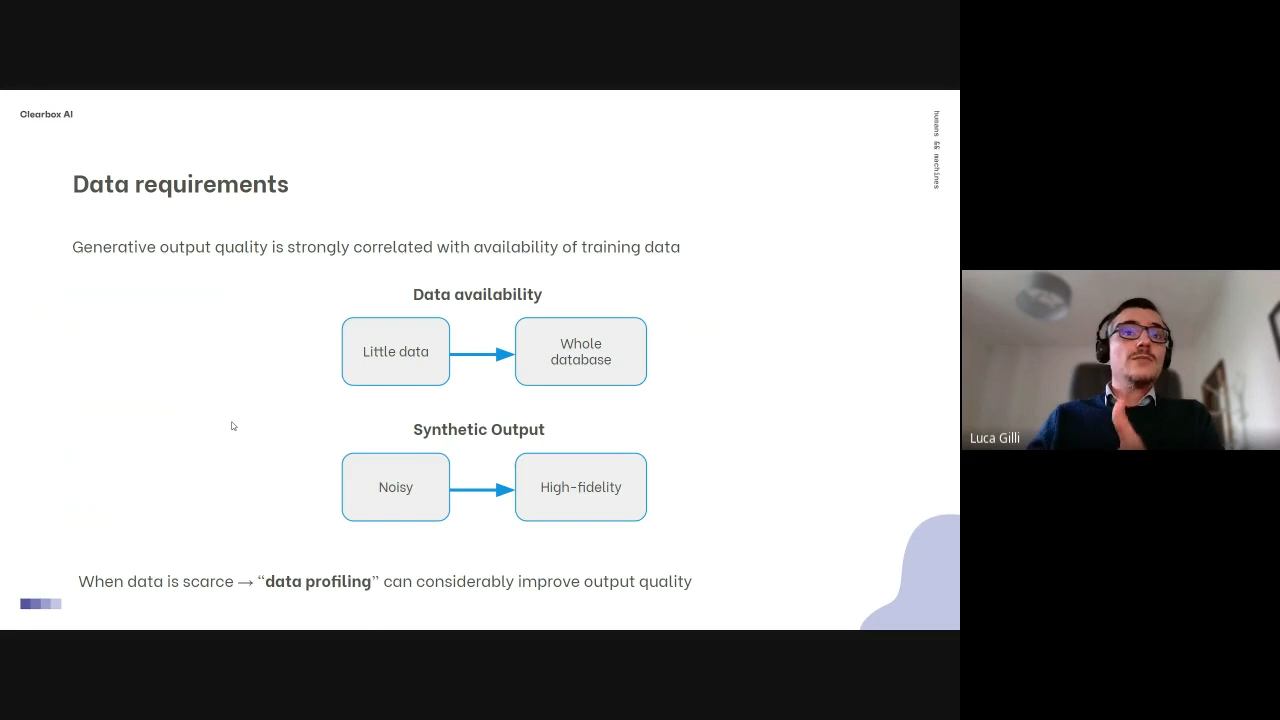 Clearbox AI
humans && machines
Data requirements
Generative output quality is strongly correlated with availability of training data
Data availability
Little data
Whole
database
Synthetic Output
Noisy
High-fidelity
When data is scarce → “data profiling” can considerably improve output quality
Luca Gilli